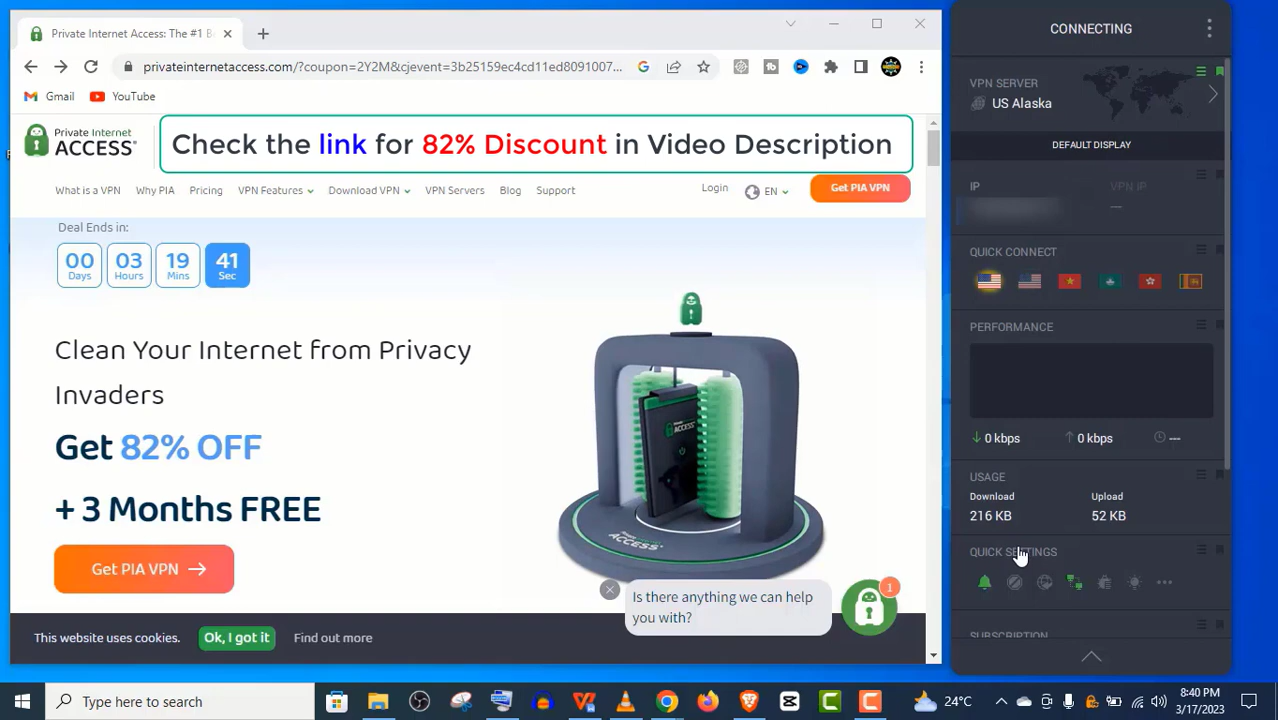 Private Internet Access: The #1 B
privateinternetaccess.com/?coupon=2Y2M&cjevent=3b25159ec4cd11ed8091007...
Gmail
YouTube
Private Internet
ACCESS®
Check the link for 82% Discount in Video Description
What is a VPN
Why PIA
Pricing
VPN Features
Download VPN
VPN Servers
Blog
Support
Login
EN
Get PIA VPN
Deal Ends in:
00
Days
03
Hours
19
Mins
41
Sec
Clean Your Internet from Privacy
Invaders
Get 82% OFF
+ 3 Months FREE
Get PIA VPN
Is there anything we can help
you with?
1
This website uses cookies.
Ok, I got it
Find out more
CONNECTING
VPN SERVER
US Alaska
DEFAULT DISPLAY
IP
VPN IP
---
QUICK CONNECT
PERFORMANCE
0 kbps
0 kbps
---
USAGE
Download
Upload
216 KB
52 KB
QUICK SETTINGS
SUBSCRIPTION
Type here to search
24°C
8:40 PM
3/17/2023